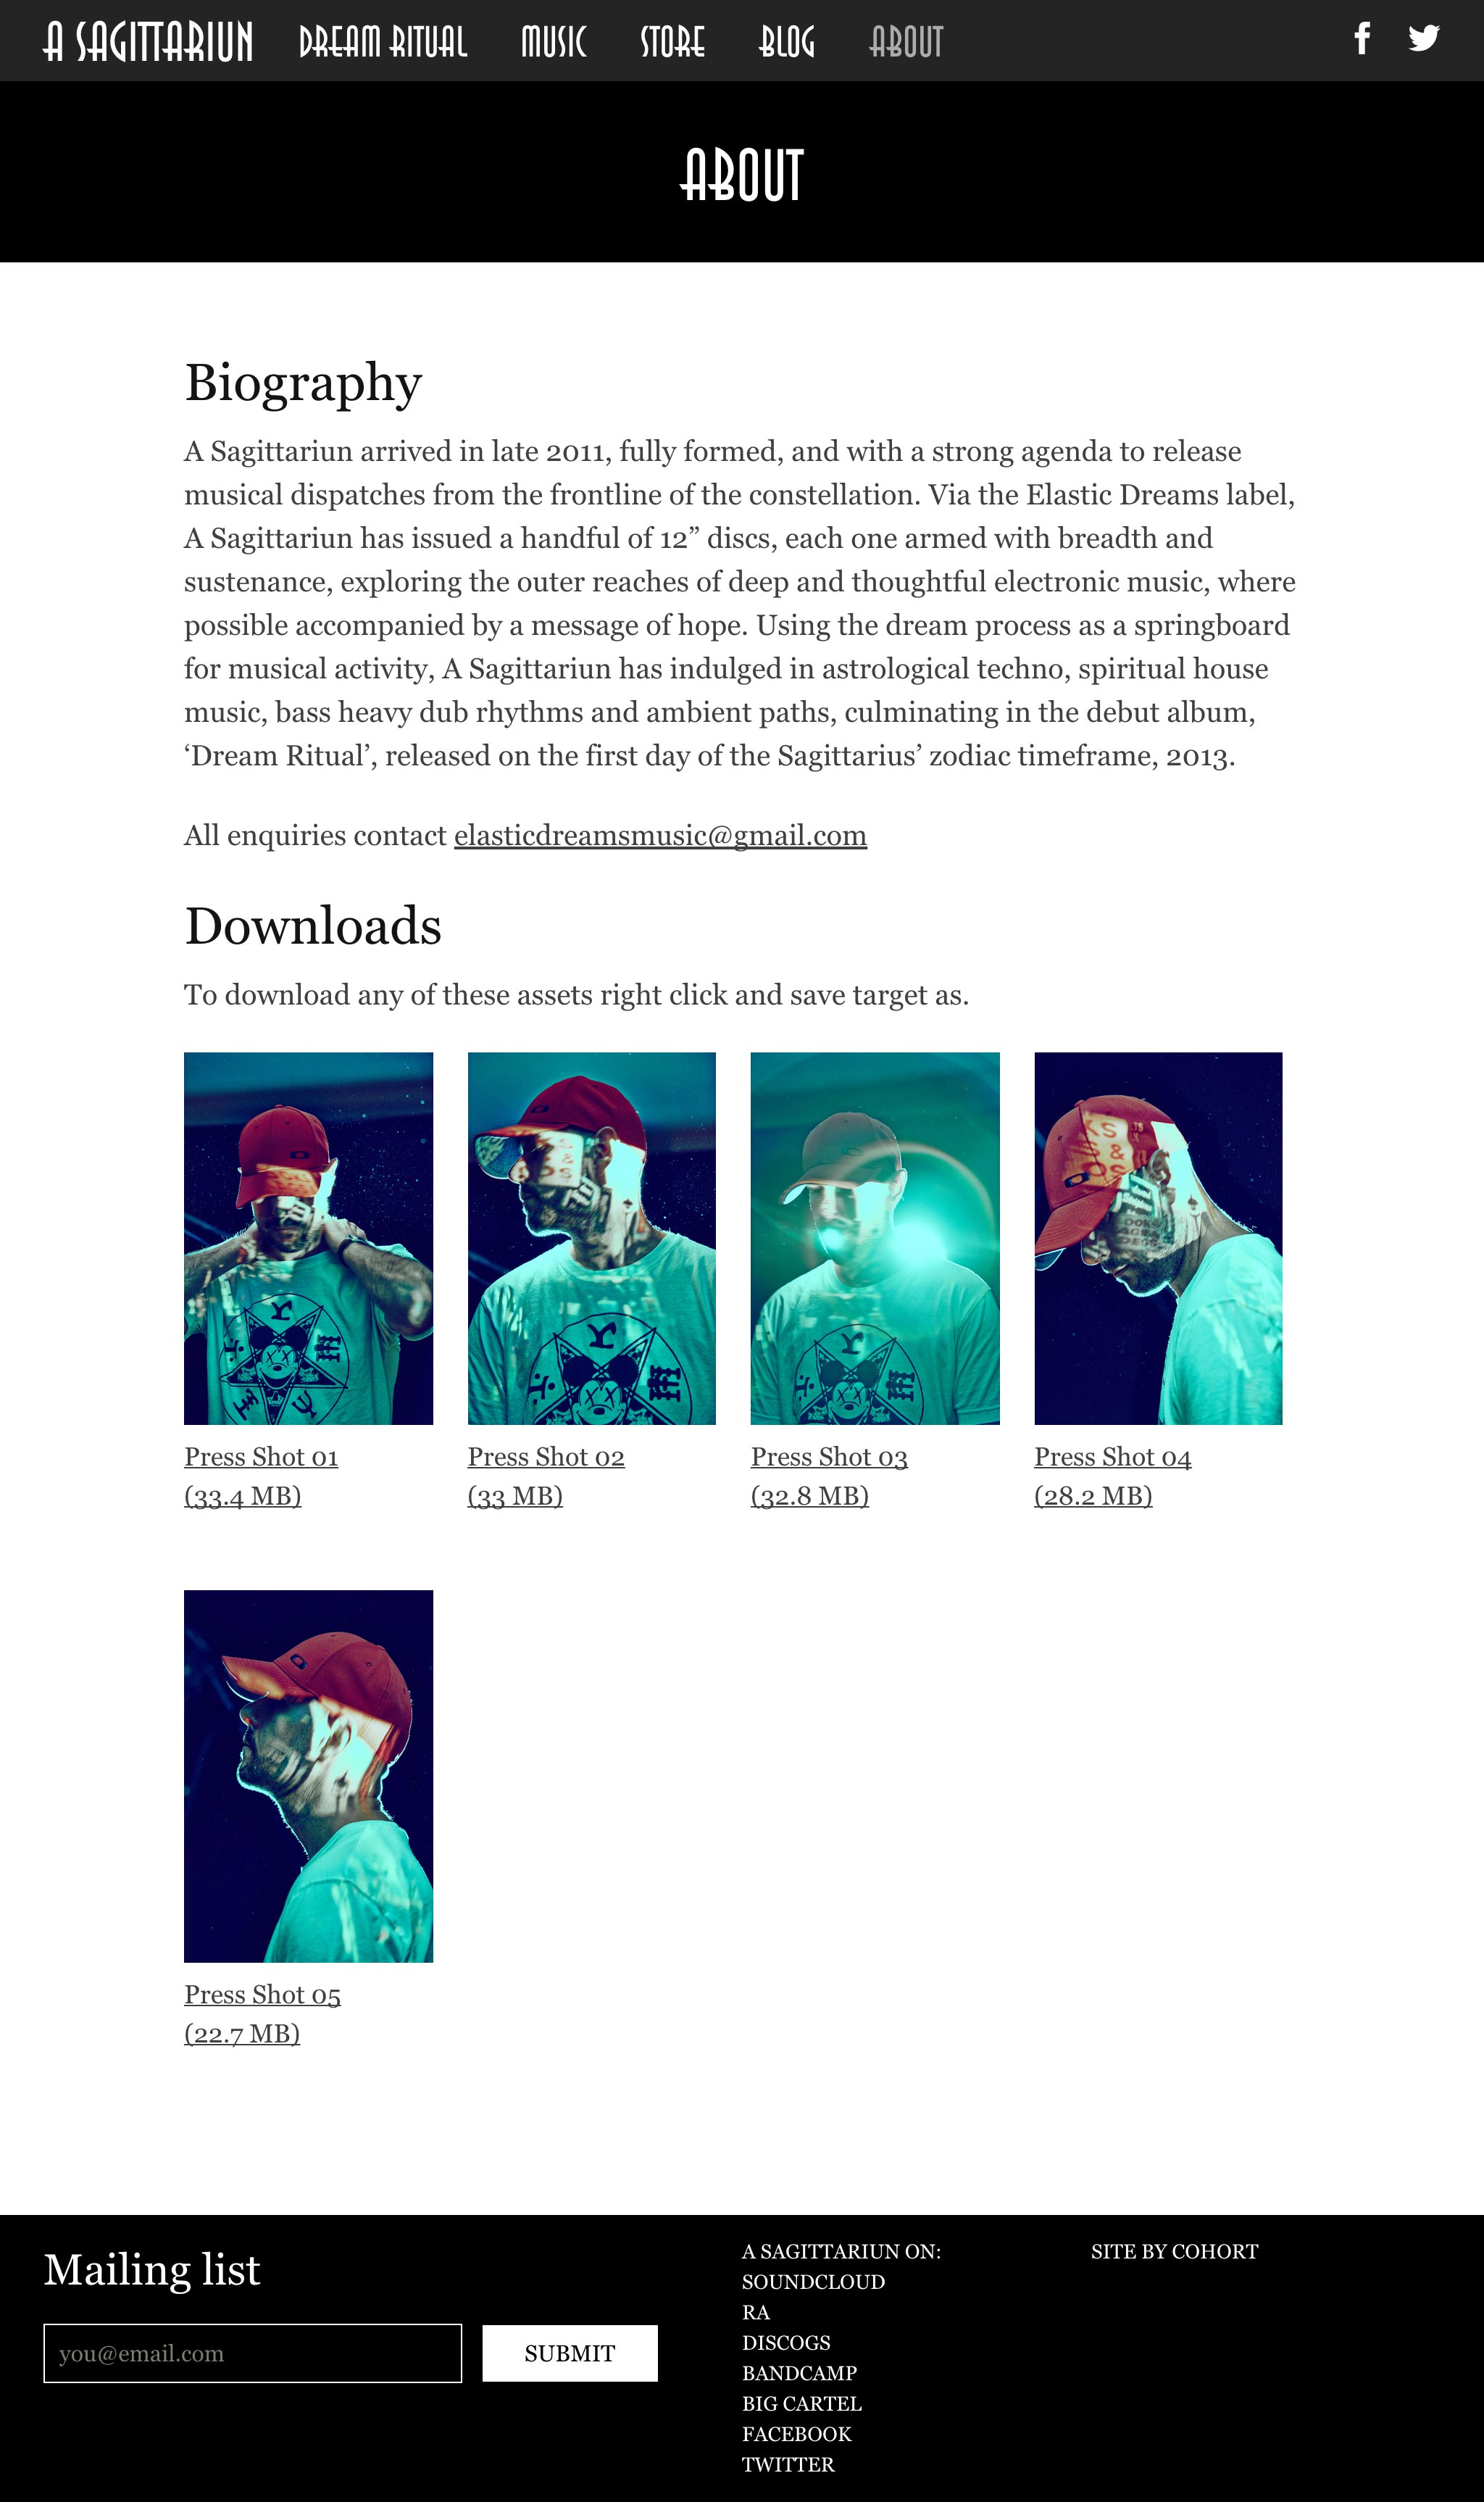 A SAGITTARIUN DREAM RITUAL MUSIC STORE BLOG ABOUT
ABOUT
Biography
A Sagittariun arrived in late 2011, fully formed, and with a strong agenda to release
musical dispatches from the frontline of the constellation. Via the Elastic Dreams label,
A Sagittariun has issued a handful of 12” discs, each one armed with breadth and
sustenance, exploring the outer reaches of deep and thoughtful electronic music, where
possible accompanied by a message of hope. Using the dream process as a springboard
for musical activity, A Sagittariun has indulged in astrological techno, spiritual house
music, bass heavy dub rhythms and ambient paths, culminating in the debut album,
‘Dream Ritual’, released on the first day of the Sagittarius’ zodiac timeframe, 2013.
All enquiries contact elasticdreamsmusic@gmail.com
Downloads
To download any of these assets right click and save target as.
Press Shot 01
(33.4 MB)
Press Shot 02
(33 MB)
Press Shot 03
(32.8 MB)
Press Shot 04
(28.2 MB)
Press Shot 05
(22.7 MB)
Mailing list
you@email.com
SUBMIT
A SAGITTARIUN ON:
SOUNDCLOUD
RA
DISCOGS
BANDCAMP
BIG CARTEL
FACEBOOK
TWITTER
SITE BY COHORT